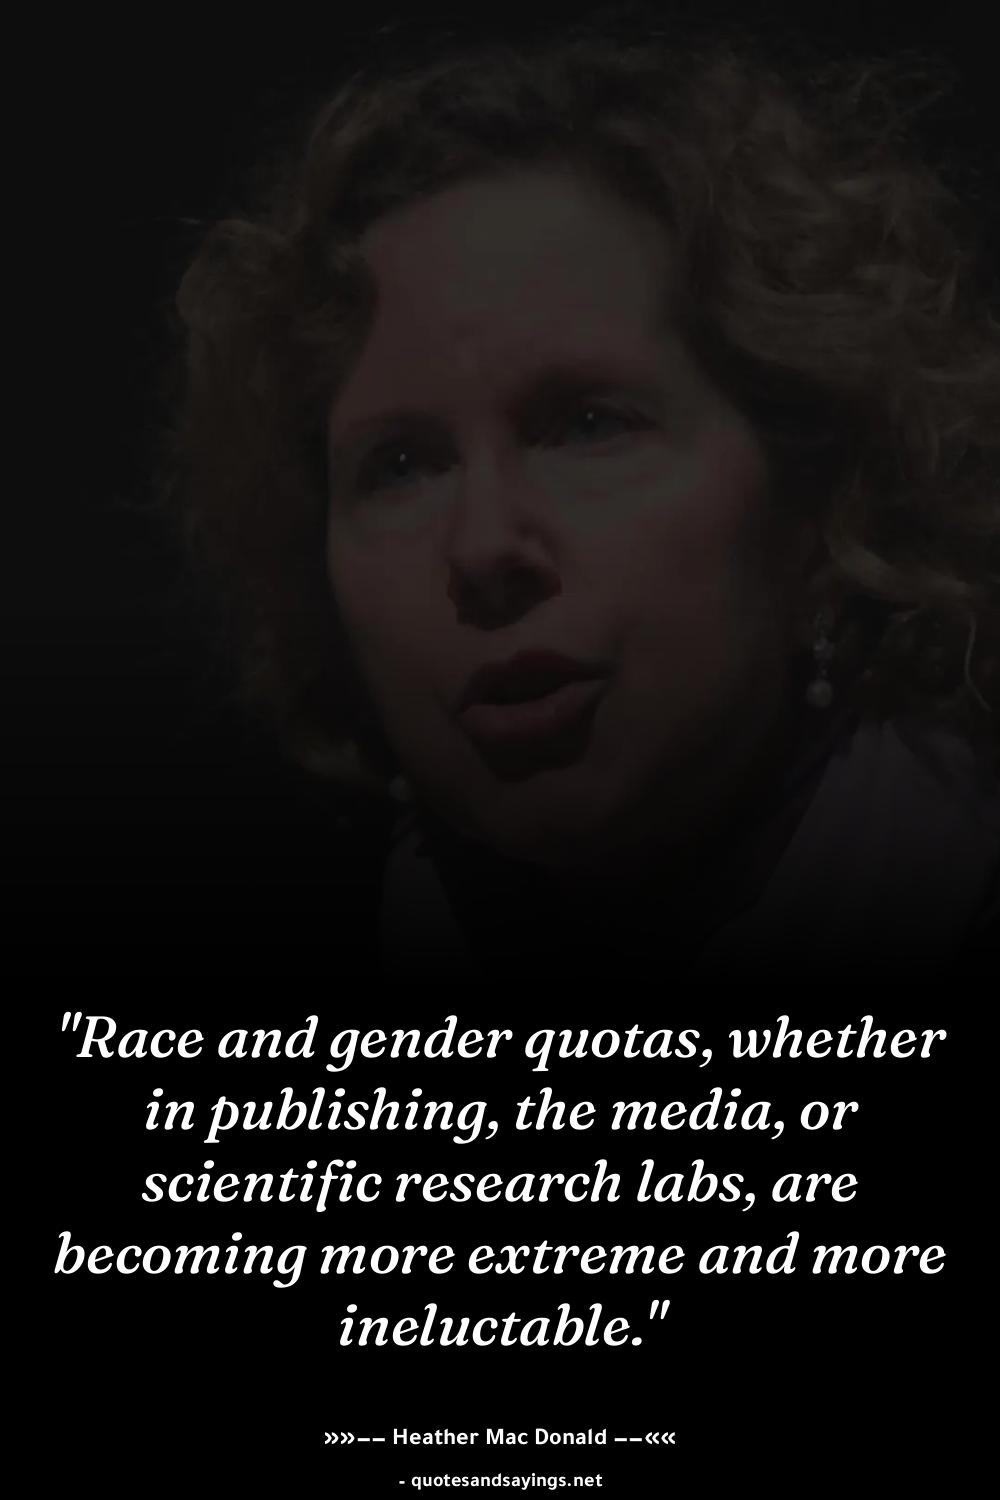 "Race and gender quotas, whether
in publishing, the media, or
scientific research labs, are
becoming more extreme and more
ineluctable."
»»−− Heather Mac Donald −−««
- quotesandsayings.net